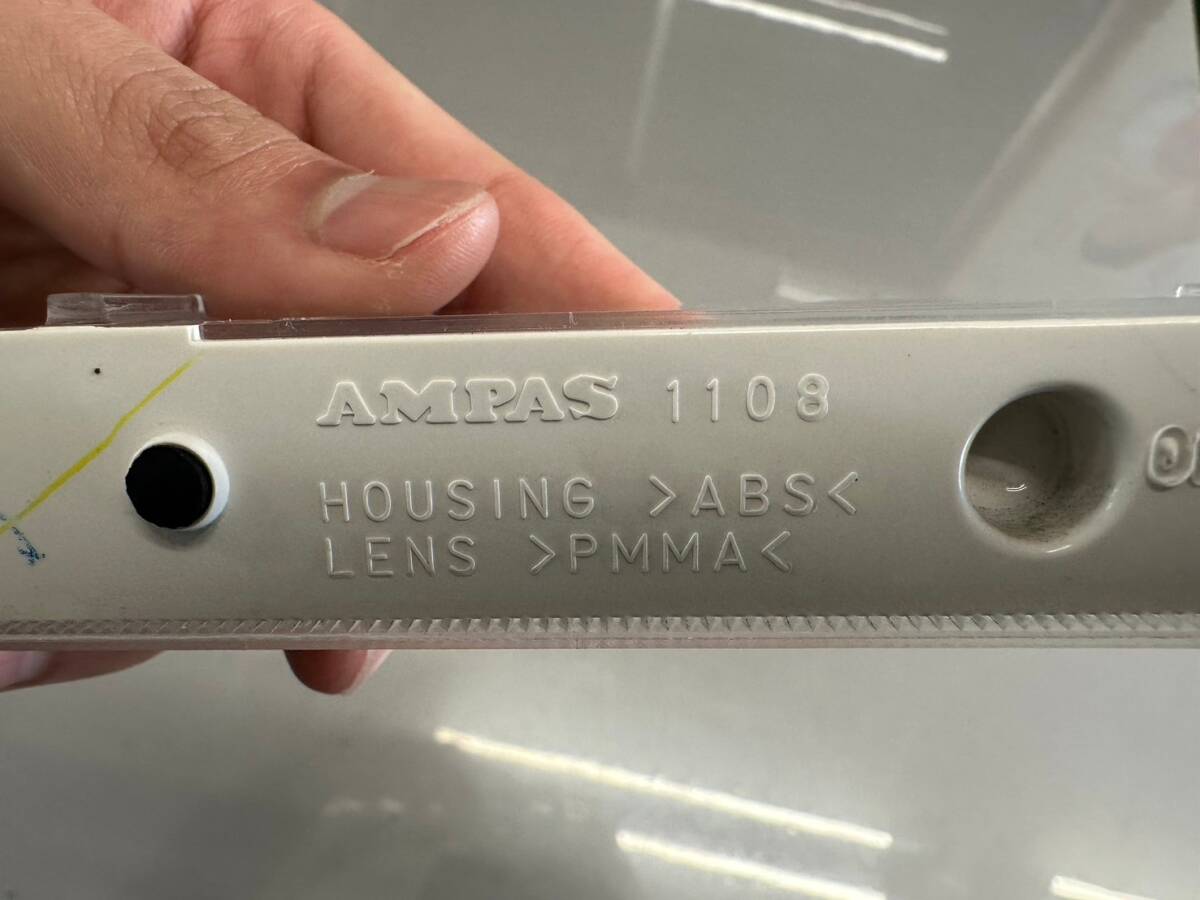 AMPAS 1108
HOUSING >ABS<
LENS >PMMA<